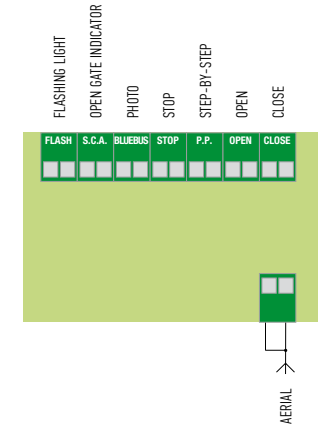 FLASHING LIGHT
OPEN GATE INDICATOR
PHOTO
STOP
STEP-BY-STEP
OPEN
CLOSE
FLASH
S.C.A.
BLUEBUS
STOP
P.P.
OPEN
CLOSE
AERIAL